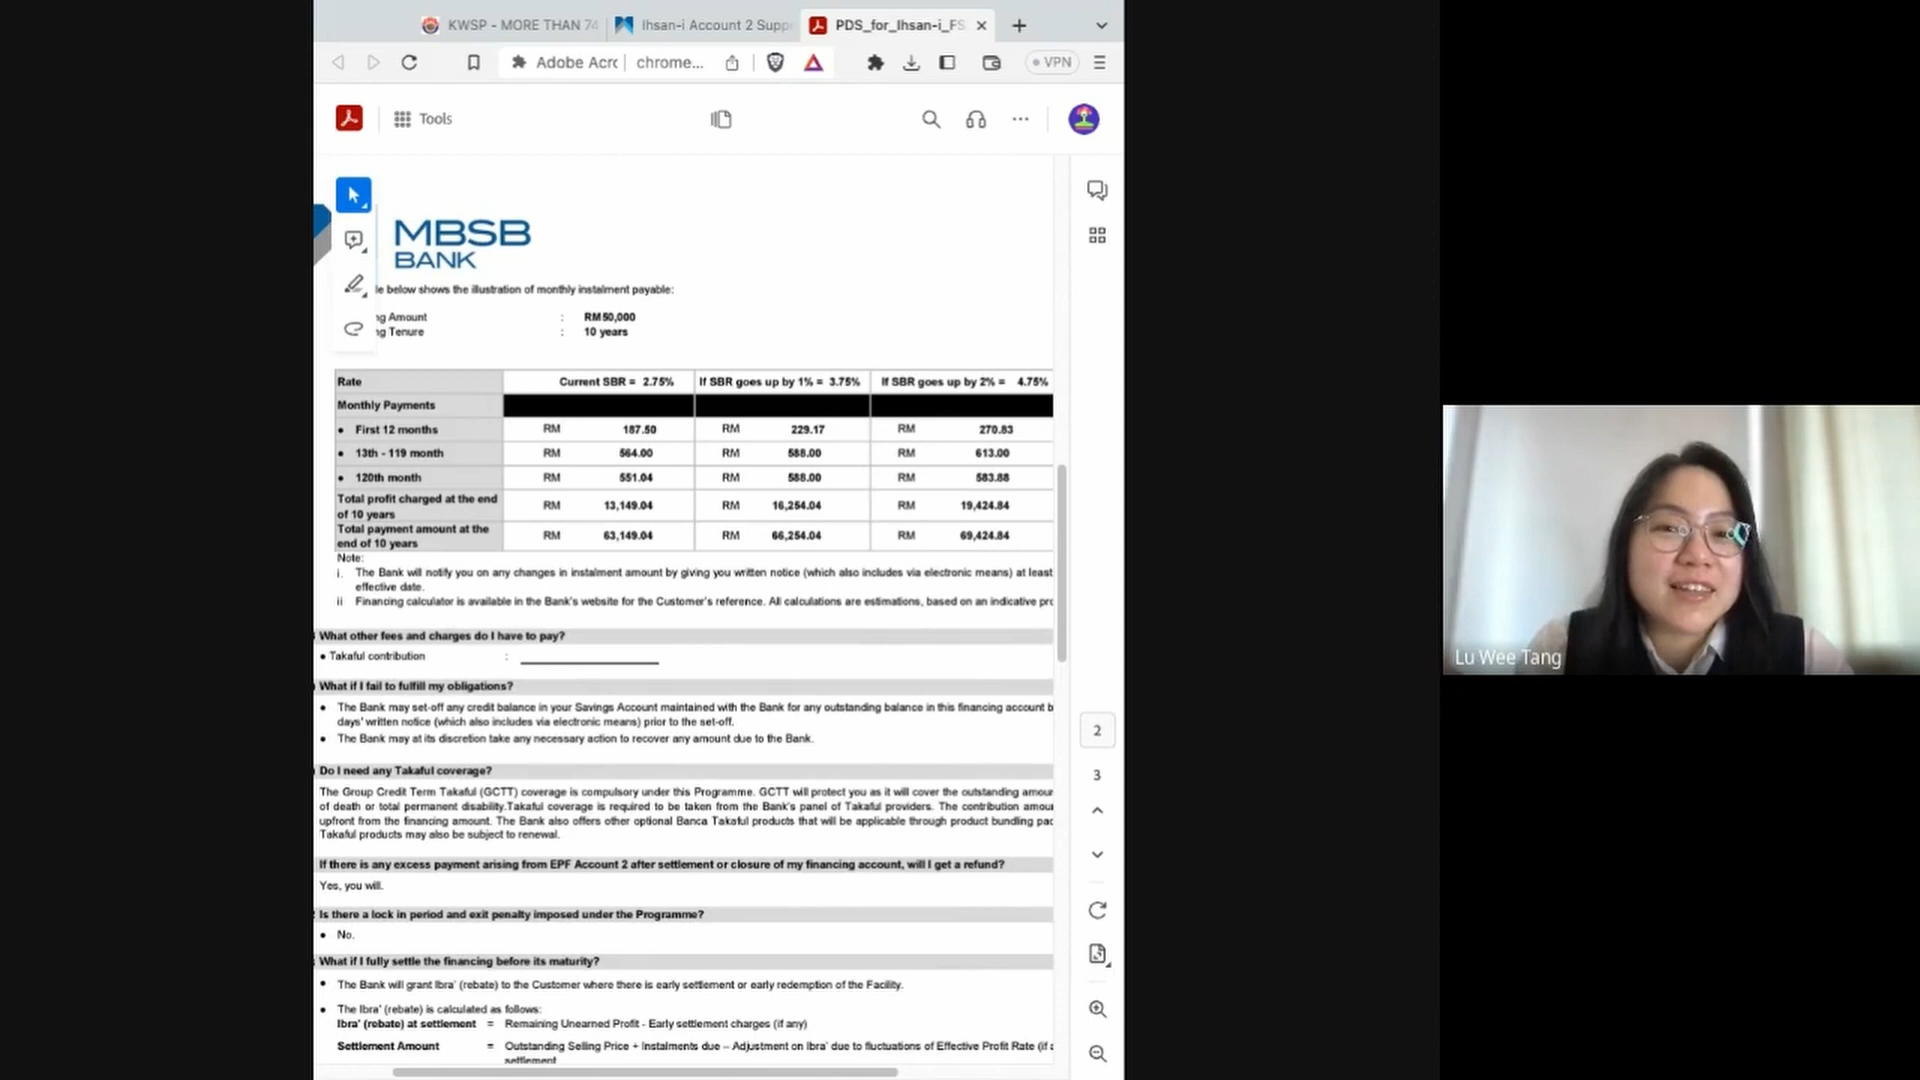 KWSP - MORE THAN 74
Ihsan-i Account 2 Supp
PDS_for_Ihsan-i_FS
Adobe Acrc
chrome...
VPN
Tools
MBSB
BANK
le below shows the illustration of monthly instalment payable:
ng Amount : RM50,000
ng Tenure : 10 years
Rate Current SBR = 2.75% If SBR goes up by 1% = 3.75% If SBR goes up by 2% = 4.75%
Monthly Payments
• First 12 months RM 187.50 RM 229.17 RM 270.83
• 13th - 119 month RM 564.00 RM 588.00 RM 613.00
• 120th month RM 551.04 RM 588.00 RM 583.88
Total profit charged at the end
of 10 years RM 13,149.04 RM 16,254.04 RM 19,424.84
Total payment amount at the
end of 10 years RM 63,149.04 RM 66,254.04 RM 69,424.84
Note:
i. The Bank will notify you on any changes in instalment amount by giving you written notice (which also includes via electronic means) at least
effective date.
ii Financing calculator is available in the Bank's website for the Customer's reference. All calculations are estimations, based on an indicative pro
What other fees and charges do I have to pay?
• Takaful contribution :
What if I fail to fulfill my obligations?
• The Bank may set-off any credit balance in your Savings Account maintained with the Bank for any outstanding balance in this financing account b
days' written notice (which also includes via electronic means) prior to the set-off.
• The Bank may at its discretion take any necessary action to recover any amount due to the Bank.
Do I need any Takaful coverage?
The Group Credit Term Takaful (GCTT) coverage is compulsory under this Programme. GCTT will protect you as it will cover the outstanding amour
of death or total permanent disability.Takaful coverage is required to be taken from the Bank's panel of Takaful providers. The contribution amou
upfront from the financing amount. The Bank also offers other optional Banca Takaful products that will be applicable through product bundling pac
Takaful products may also be subject to renewal.
If there is any excess payment arising from EPF Account 2 after settlement or closure of my financing account, will I get a refund?
Yes, you will.
Is there a lock in period and exit penalty imposed under the Programme?
• No.
What if I fully settle the financing before its maturity?
• The Bank will grant Ibra' (rebate) to the Customer where there is early settlement or early redemption of the Facility.
• The Ibra' (rebate) is calculated as follows:
Ibra' (rebate) at settlement = Remaining Unearned Profit - Early settlement charges (if any)
Settlement Amount = Outstanding Selling Price + Instalments due – Adjustment on Ibra' due to fluctuations of Effective Profit Rate (if a
settlement
2
3
Lu Wee Tang